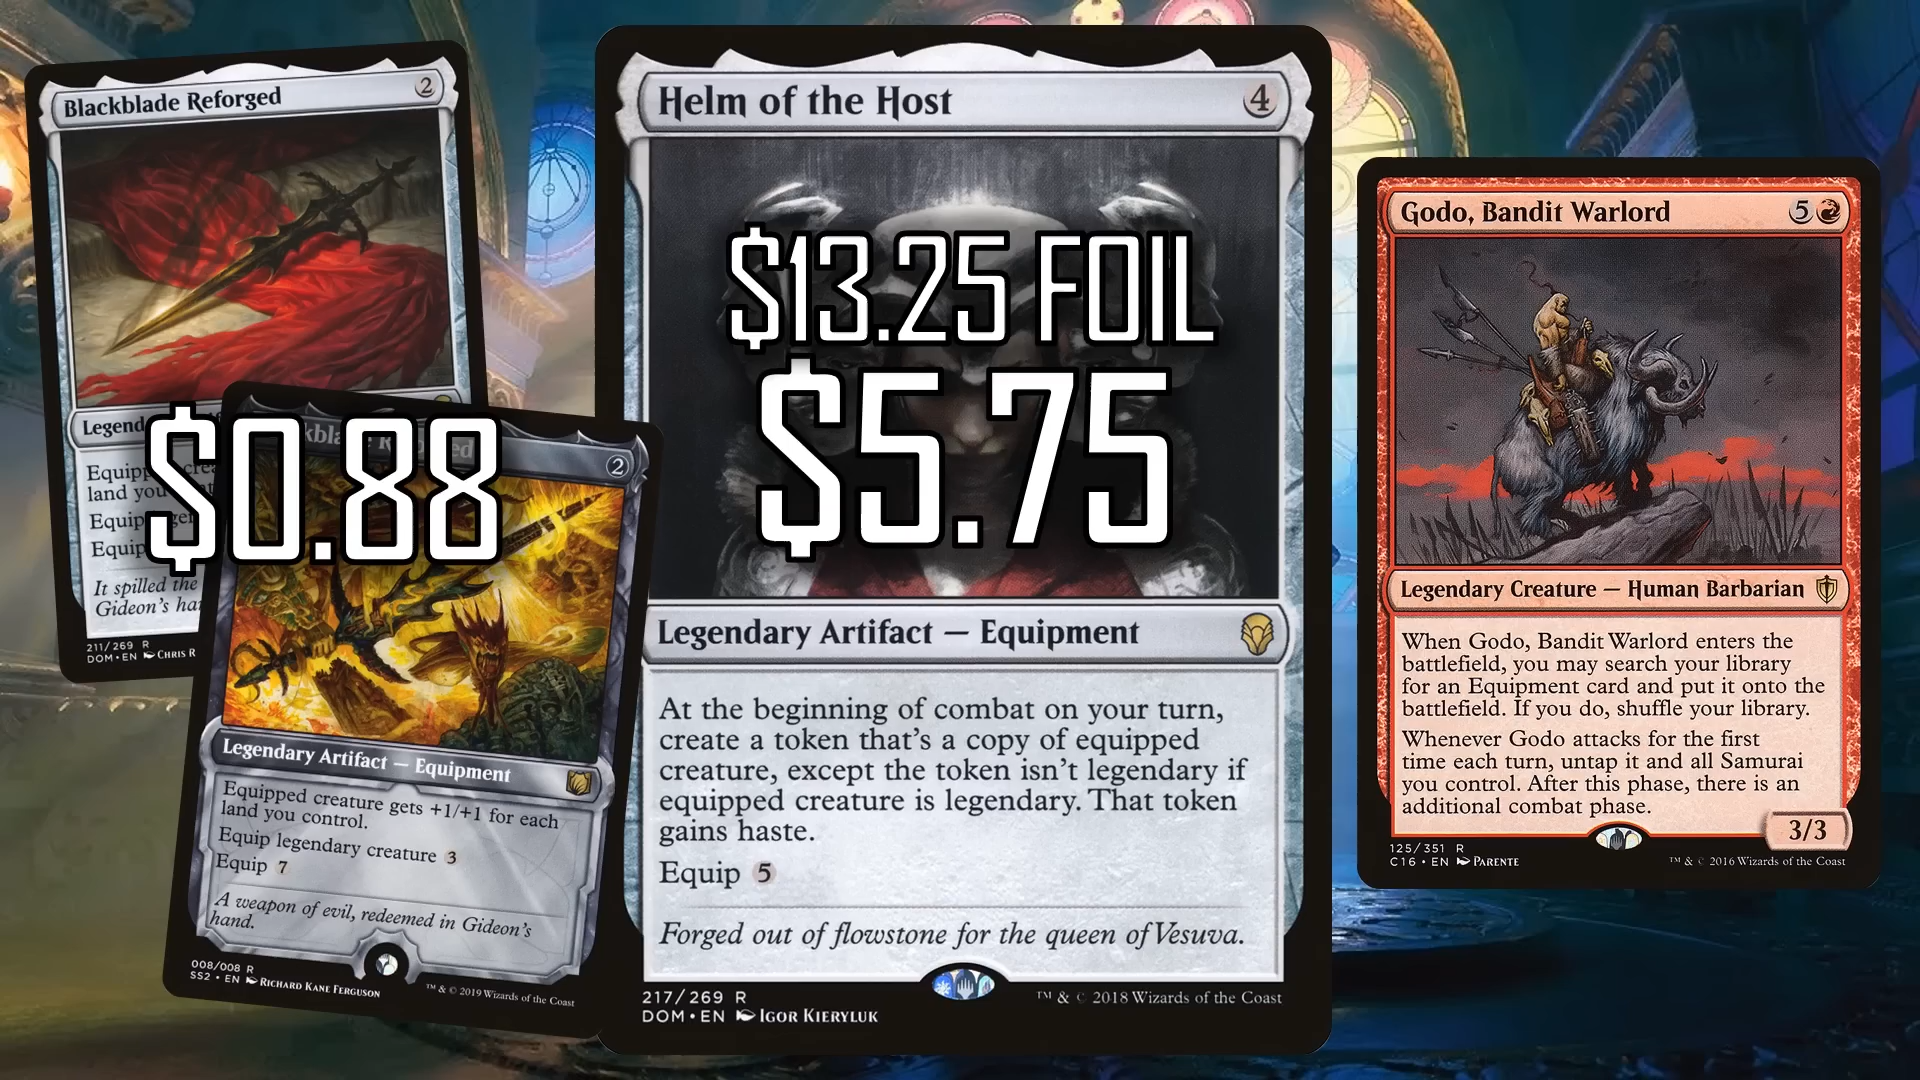 Blackblade Reforged 2
Legend
Equipp
land you
Equip
Equip
It spilled the
Gideon's ha
211/269 R
DOM • EN CHRIS R
$0.88
2
Legendary Artifact — Equipment
Equipped creature gets +1/+1 for each
land you control.
Equip legendary creature 3
Equip 7
A weapon of evil, redeemed in Gideon's
hand.
008/008 R
SS2 • EN RICHARD KANE FERGUSON
™ & © 2019 Wizards of the Coast
Helm of the Host 4
$13.25 FOIL
$5.75
Legendary Artifact — Equipment
At the beginning of combat on your turn,
create a token that's a copy of equipped
creature, except the token isn't legendary if
equipped creature is legendary. That token
gains haste.
Equip 5
Forged out of flowstone for the queen of Vesuva.
217/269 R
DOM • EN IGOR KIERYLUK
™ & © 2018 Wizards of the Coast
Godo, Bandit Warlord 5
Legendary Creature — Human Barbarian
When Godo, Bandit Warlord enters the
battlefield, you may search your library
for an Equipment card and put it onto the
battlefield. If you do, shuffle your library.
Whenever Godo attacks for the first
time each turn, untap it and all Samurai
you control. After this phase, there is an
additional combat phase.
3/3
125/351 R
C16 • EN PARENTE
™ & © 2016 Wizards of the Coast